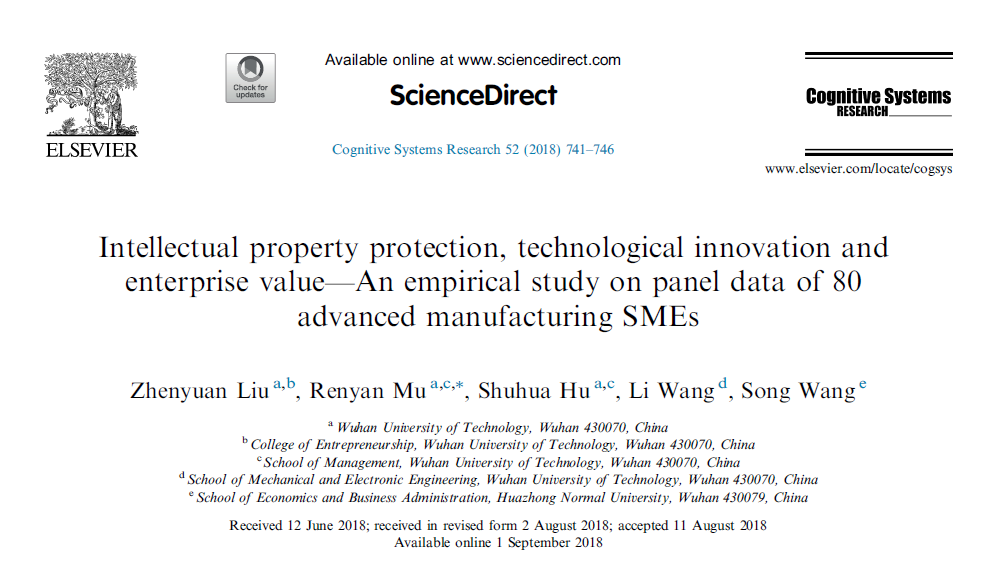 Available online at www.sciencedirect.com
ScienceDirect
Cognitive Systems Research 52 (2018) 741–746
ELSEVIER
Check for
updates
Cognitive Systems
RESEARCH
www.elsevier.com/locate/cogsys
Intellectual property protection, technological innovation and
enterprise value—An empirical study on panel data of 80
advanced manufacturing SMEs
Zhenyuan Liu a,b, Renyan Mu a,c,*, Shuhua Hu a,c, Li Wang d, Song Wang e
a Wuhan University of Technology, Wuhan 430070, China
b College of Entrepreneurship, Wuhan University of Technology, Wuhan 430070, China
c School of Management, Wuhan University of Technology, Wuhan 430070, China
d School of Mechanical and Electronic Engineering, Wuhan University of Technology, Wuhan 430070, China
e School of Economics and Business Administration, Huazhong Normal University, Wuhan 430079, China
Received 12 June 2018; received in revised form 2 August 2018; accepted 11 August 2018
Available online 1 September 2018